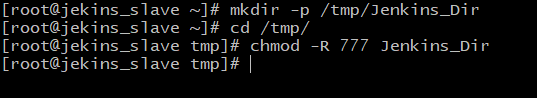 [root@jekins_slave ~]# mkdir -p /tmp/Jenkins_Dir
[root@jekins_slave ~]# cd /tmp/
[root@jekins_slave tmp]# chmod -R 777 Jenkins_Dir
[root@jekins_slave tmp]#